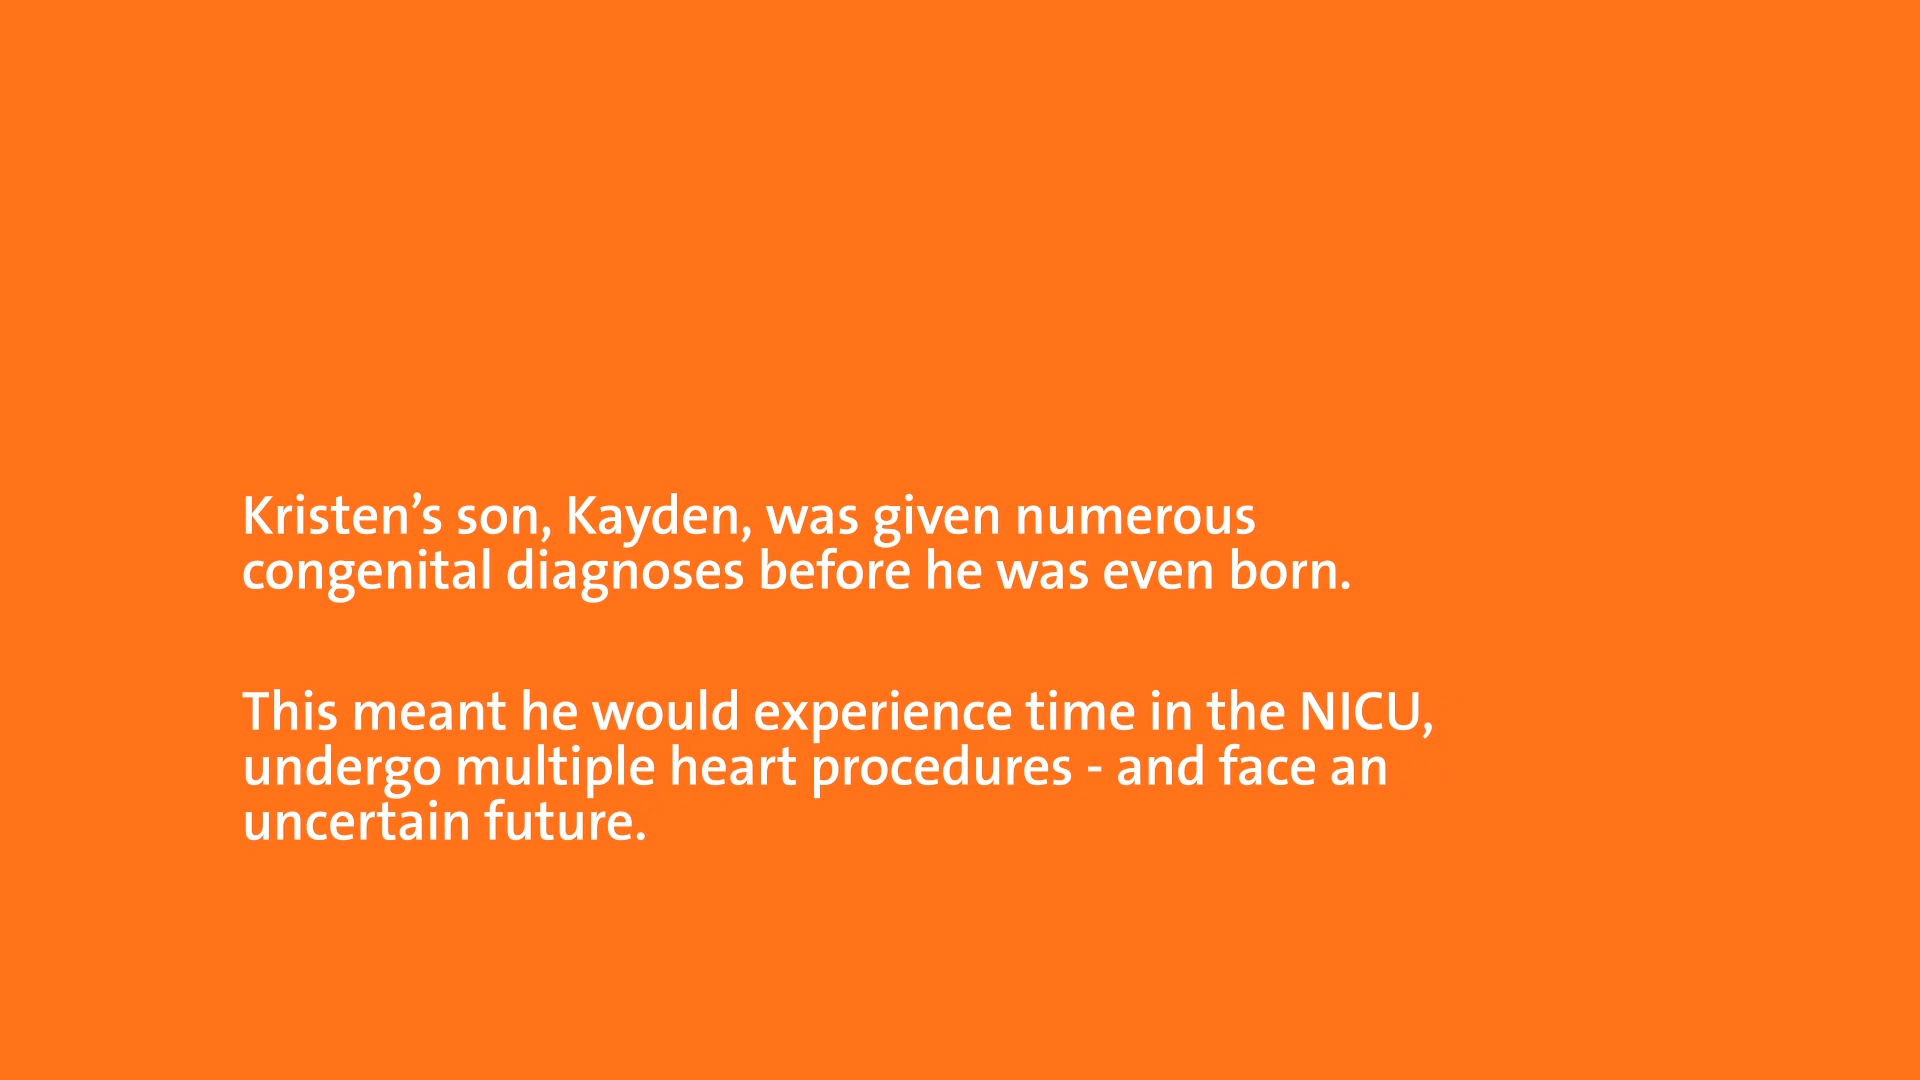 Kristen’s son, Kayden, was given numerous
congenital diagnoses before he was even born.
This meant he would experience time in the NICU,
undergo multiple heart procedures - and face an
uncertain future.